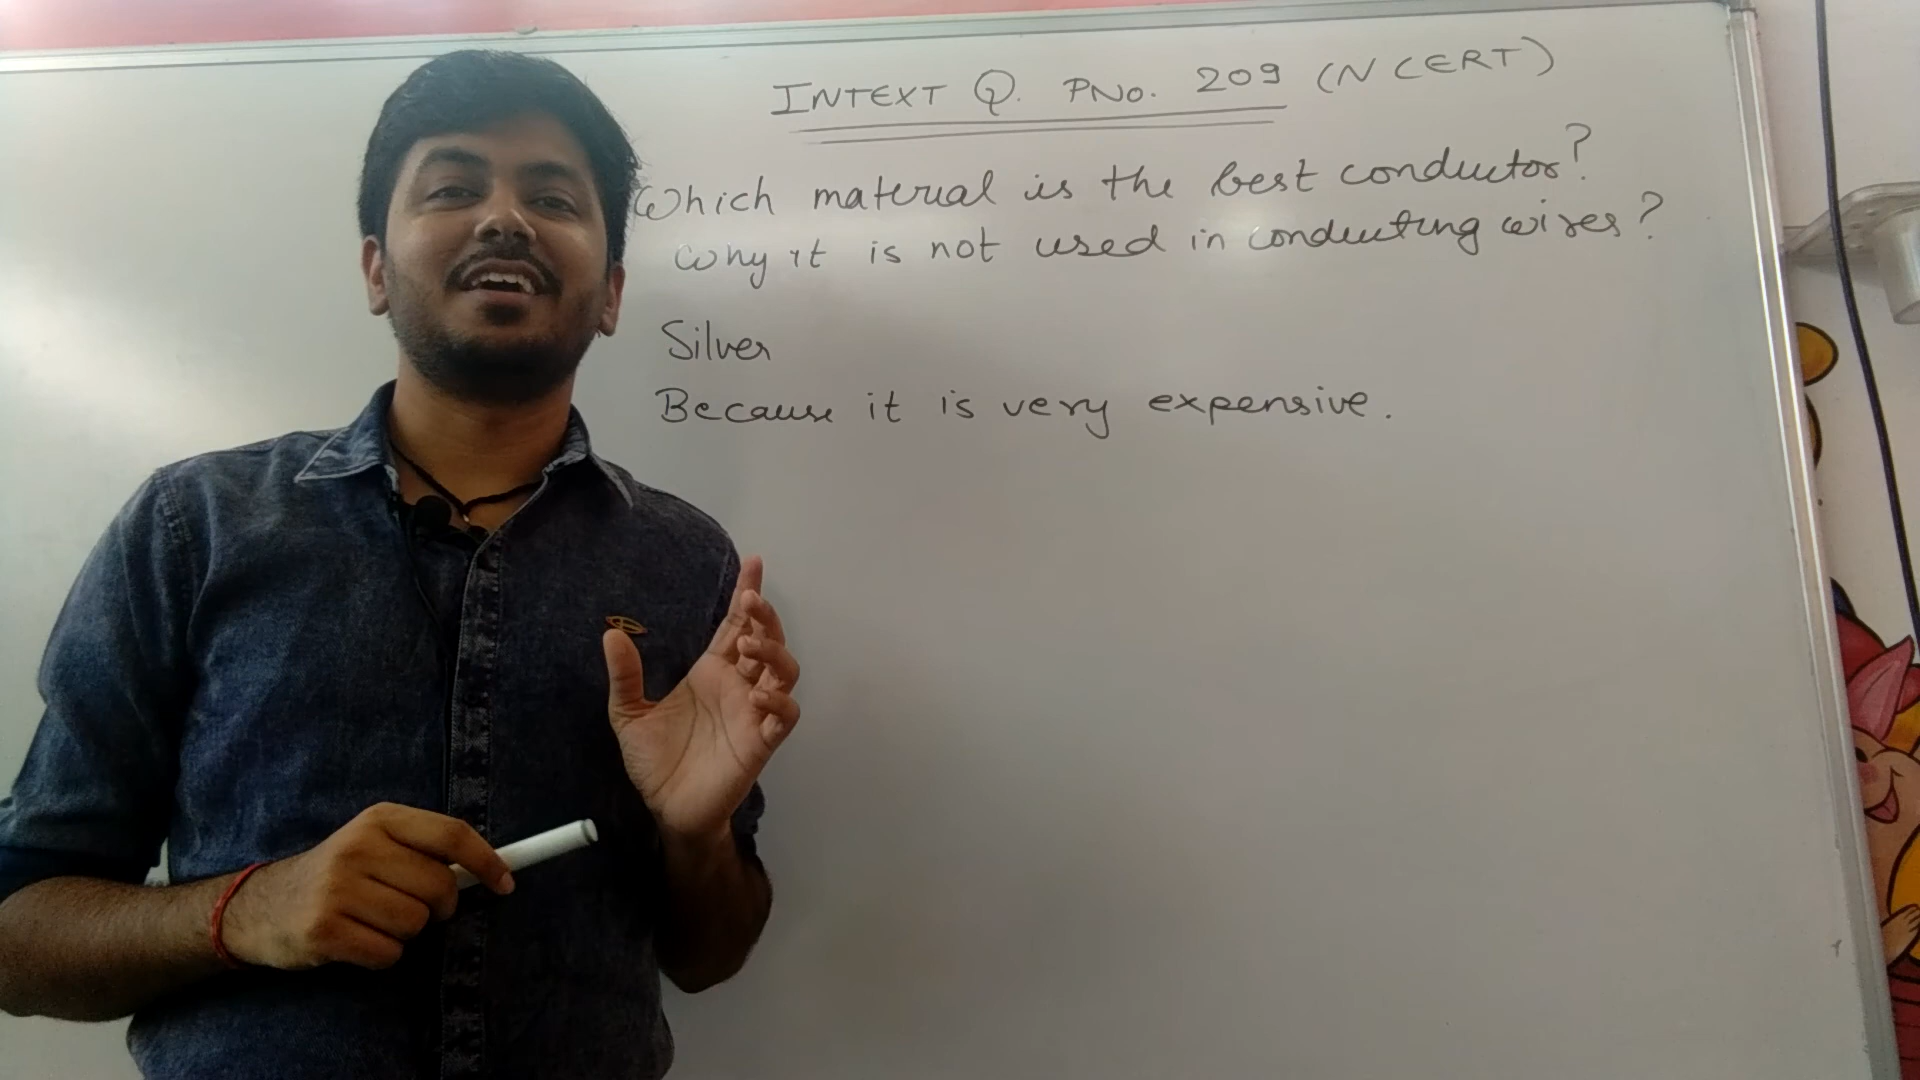 INTEXT Q. PNo. 209 (NCERT)
Which material is the best conductor?
Why it is not used in conducting wires?
Silver
Because it is very expensive.